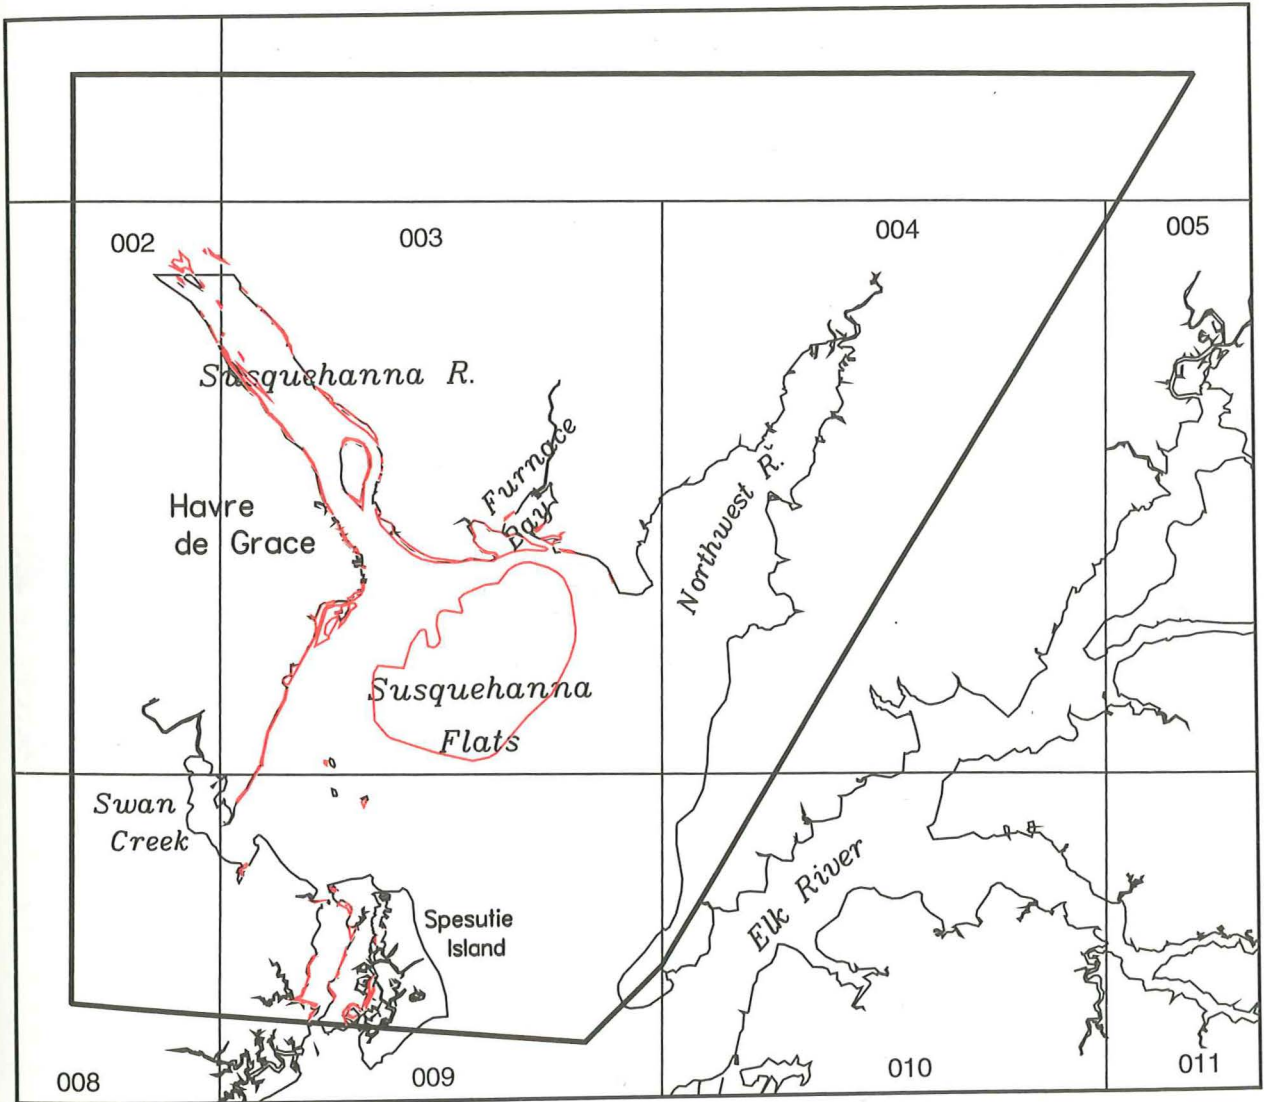 002
003
004
005
Susquehanna R.
Furnace
Bay
Northwest R.
Havre
de Grace
Susquehanna
Flats
Swan
Creek
Elk River
Spesutie
Island
008
009
010
011